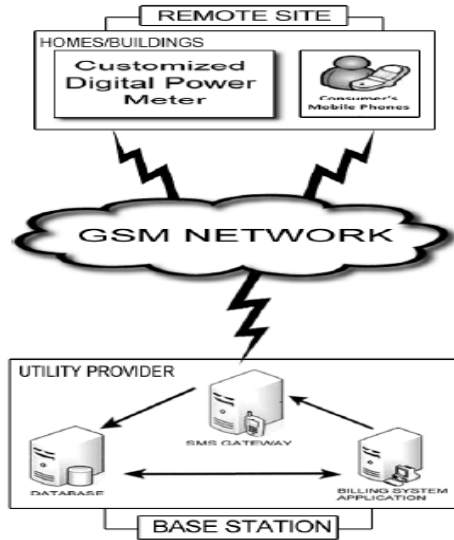 REMOTE SITE
HOMES/BUILDINGS
Customized
Digital Power
Meter
Consumer's
Mobile Phones
GSM NETWORK
UTILITY PROVIDER
SMS GATEWAY
DATABASE
BILLING SYSTEM
APPLICATION
BASE STATION